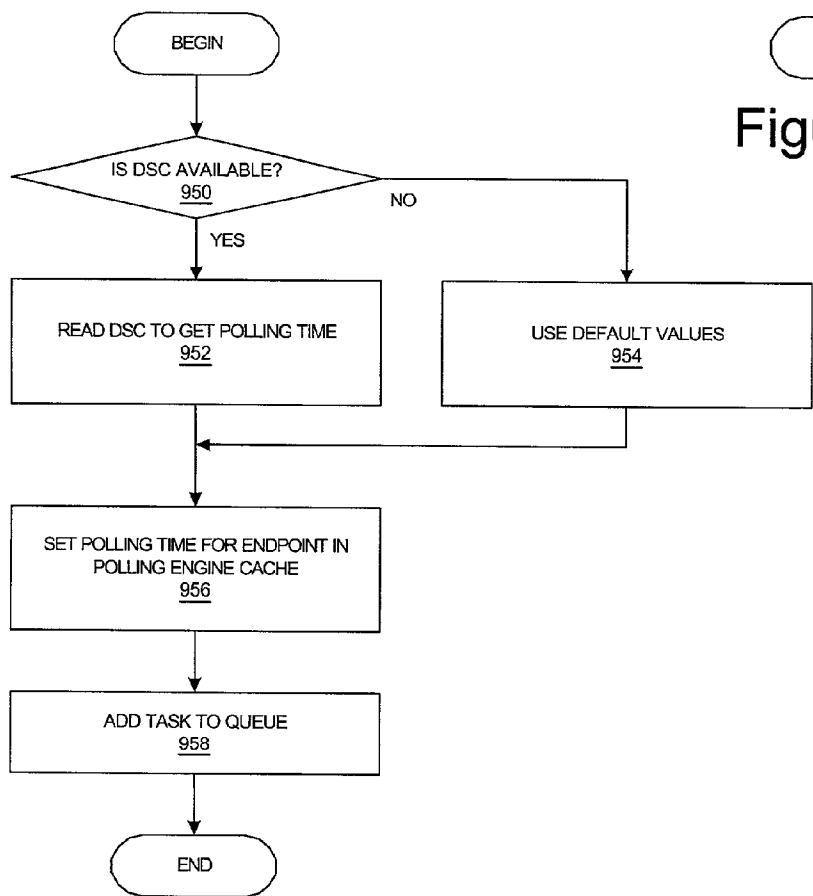 BEGIN
Figu
IS DSC AVAILABLE?
950
NO
YES
READ DSC TO GET POLLING TIME
952
USE DEFAULT VALUES
954
SET POLLING TIME FOR ENDPOINT IN
POLLING ENGINE CACHE
956
ADD TASK TO QUEUE
958
END